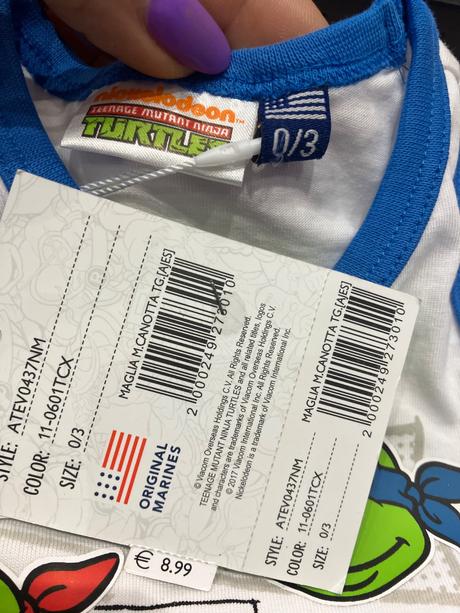 nickelodeon
TEENAGE MUTANT NINJA
TURTLES
0/3
STYLE: ATEV0437NM
COLOR: 11-0601TCX
SIZE: 0/3
MAGLIA M.CANOTTA TG.[A|ES]
2 000249 273010
ORIGINAL
MARINES
© Viacom Overseas Holdings C.V. All Rights Reserved.
TEENAGE MUTANT NINJA TURTLES and all related titles, logos
and characters are trademarks of Viacom Overseas Holdings C.V.
© 2017 Viacom International Inc. All Rights Reserved.
Nickelodeon is a trademark of Viacom International Inc.
MAGLIA M.CANOTTA TG.[A|ES]
2 000249 273010
STYLE: ATEV0437NM
COLOR: 11-0601TCX
SIZE: 0/3
8.99